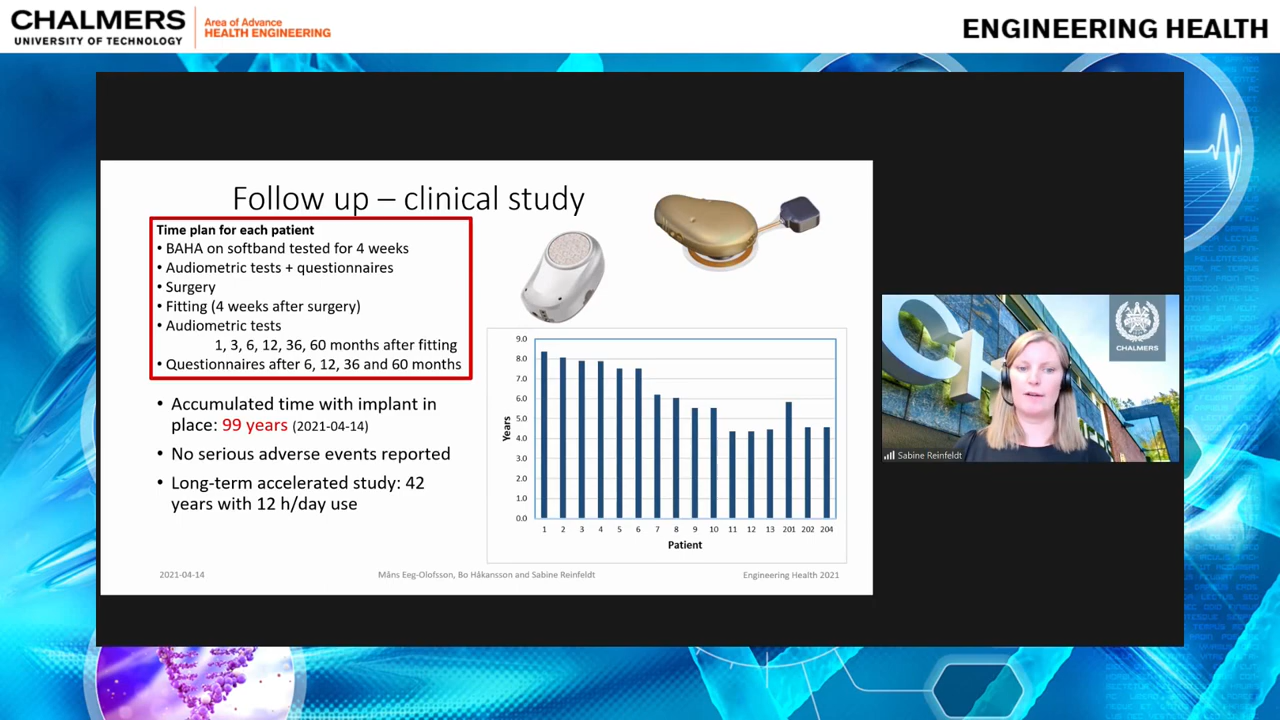 CHALMERS
UNIVERSITY OF TECHNOLOGY
Area of Advance
HEALTH ENGINEERING
ENGINEERING HEALTH
Follow up – clinical study
Time plan for each patient
• BAHA on softband tested for 4 weeks
• Audiometric tests + questionnaires
• Surgery
• Fitting (4 weeks after surgery)
• Audiometric tests
1, 3, 6, 12, 36, 60 months after fitting
• Questionnaires after 6, 12, 36 and 60 months
• Accumulated time with implant in
place: 99 years (2021-04-14)
• No serious adverse events reported
• Long-term accelerated study: 42
years with 12 h/day use
Years
9.0
8.0
7.0
6.0
5.0
4.0
3.0
2.0
1.0
0.0
1 2 3 4 5 6 7 8 9 10 11 12 13 201 202 204
Patient
2021-04-14
Måns Eeg-Olofsson, Bo Håkansson and Sabine Reinfeldt
Engineering Health 2021
CH
CHALMERS
Sabine Reinfeldt